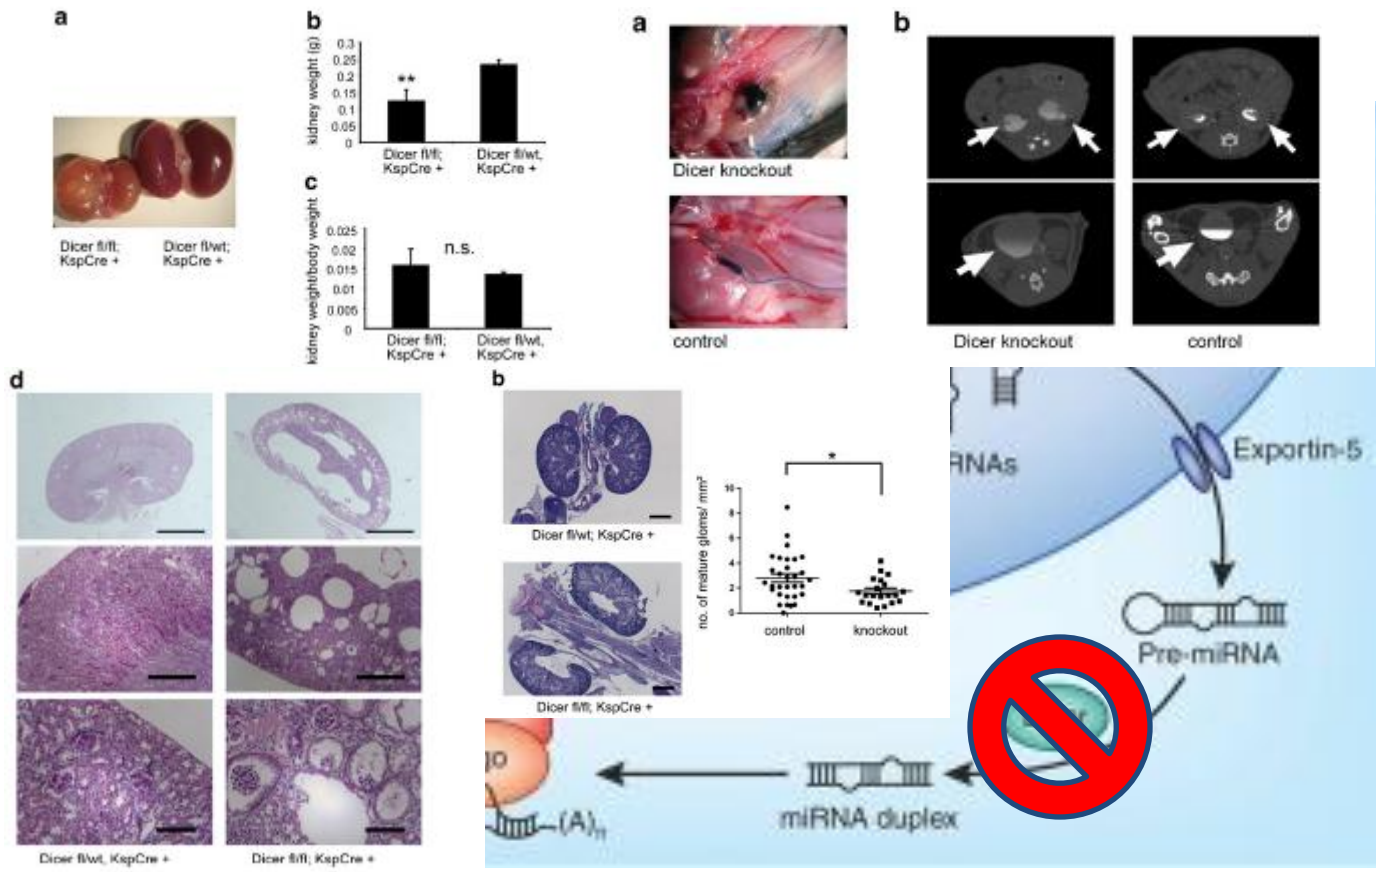 a
Dicer fl/fl;
KspCre +
Dicer fl/wt;
KspCre +
b
kidney weight (g)
0.3
0.25
0.2
0.15
0.1
0.05
0
**
Dicer fl/fl;
KspCre +
Dicer fl/wt,
KspCre +
c
kidney weight/body weight
0.025
0.02
0.015
0.01
0.005
0
n.s.
Dicer fl/fl;
KspCre +
Dicer fl/wt,
KspCre +
a
Dicer knockout
control
b
Dicer knockout
control
d
Dicer fl/wt, KspCre +
Dicer fl/fl; KspCre +
b
Dicer fl/wt; KspCre +
Dicer fl/fl; KspCre +
no. of mature gloms/ mm²
10
8
6
4
2
0
*
control
knockout
RNAs
Exportin-5
Pre-miRNA
miRNA duplex
go
(A)n